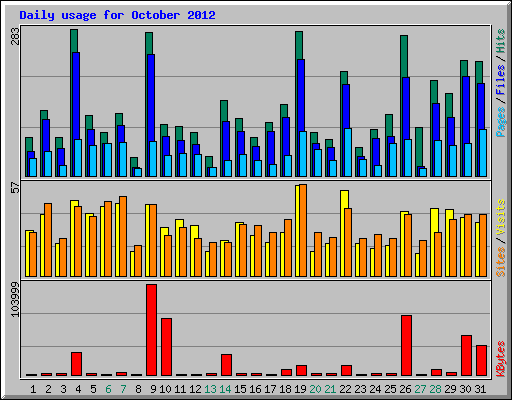 Daily usage for October 2012
283
Pages / Files / Hits
57
Sites / Visits
103999
KBytes
1 2 3 4 5 6 7 8 9 10 11 12 13 14 15 16 17 18 19 20 21 22 23 24 25 26 27 28 29 30 31